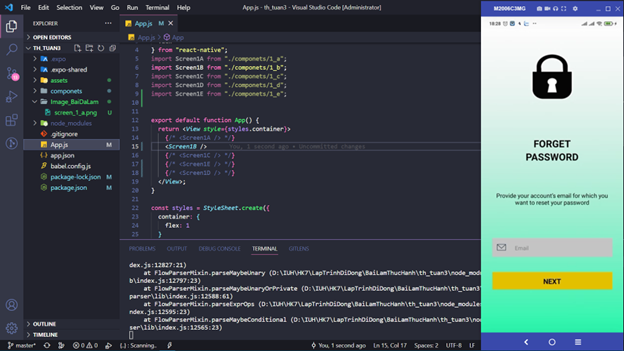 File Edit Selection View Go Run Terminal Help
App.js - th_tuan3 - Visual Studio Code [Administrator]
M2006C3MG
EXPLORER
OPEN EDITORS
TH_TUAN3
.expo
.expo-shared
assets
componets
Image_BaiDaLam
screen_1_a.png
node_modules
.gitignore
App.js M
app.json
babel.config.js
package-lock.json M
package.json M
OUTLINE
TIMELINE
App.js M
App.js > App
4 } from "react-native";
5 import Screen1A from "./componets/1_a";
6 import Screen1B from "./componets/1_b";
7 import Screen1C from "./componets/1_c";
8 import Screen1D from "./componets/1_d";
9 import Screen1E from "./componets/1_e";
10
11
12 export default function App() {
13 return <View style={styles.container}>
14 {/* <Screen1A /> */}
15 <Screen1B /> You, 1 second ago • Uncommitted changes
16 {/* <Screen1C /> */}
17 {/* <Screen1E /> */}
18 {/* <Screen1D /> */}
19 </View>;
20 }
21
22 const styles = StyleSheet.create({
23 container: {
24 flex: 1
25 }
PROBLEMS OUTPUT DEBUG CONSOLE TERMINAL GITLENS
dex.js:12827:21)
at FlowParserMixin.parseMaybeUnary (D:\IUH\HK7\LapTrinhDiDong\BaiLamThucHanh\th_tuan3\node_mod
b\index.js:12797:23)
at FlowParserMixin.parseMaybeUnaryOrPrivate (D:\IUH\HK7\LapTrinhDiDong\BaiLamThucHanh\th_tuan3\
parser\lib\index.js:12588:61)
at FlowParserMixin.parseExprOps (D:\IUH\HK7\LapTrinhDiDong\BaiLamThucHanh\th_tuan3\node_modules
ndex.js:12595:23)
at FlowParserMixin.parseMaybeConditional (D:\IUH\HK7\LapTrinhDiDong\BaiLamThucHanh\th_tuan3\
rser\lib\index.js:12565:23)
master* 0 0 Scanning.. You, 1 second ago Ln 15, Col 17 Spaces: 2 UTF-8 LF
FORGET
PASSWORD
Provide your account's email for which you
want to reset your password
Email
NEXT